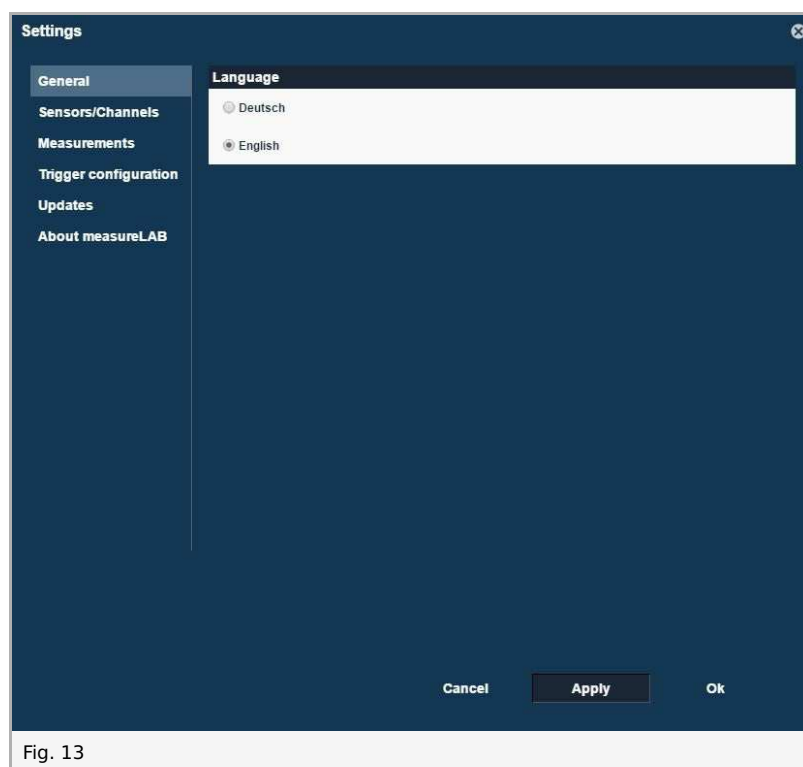 Settings
General
Sensors/Channels
Measurements
Trigger configuration
Updates
About measureLAB
Language
Deutsch
English
Cancel
Apply
Ok
Fig. 13